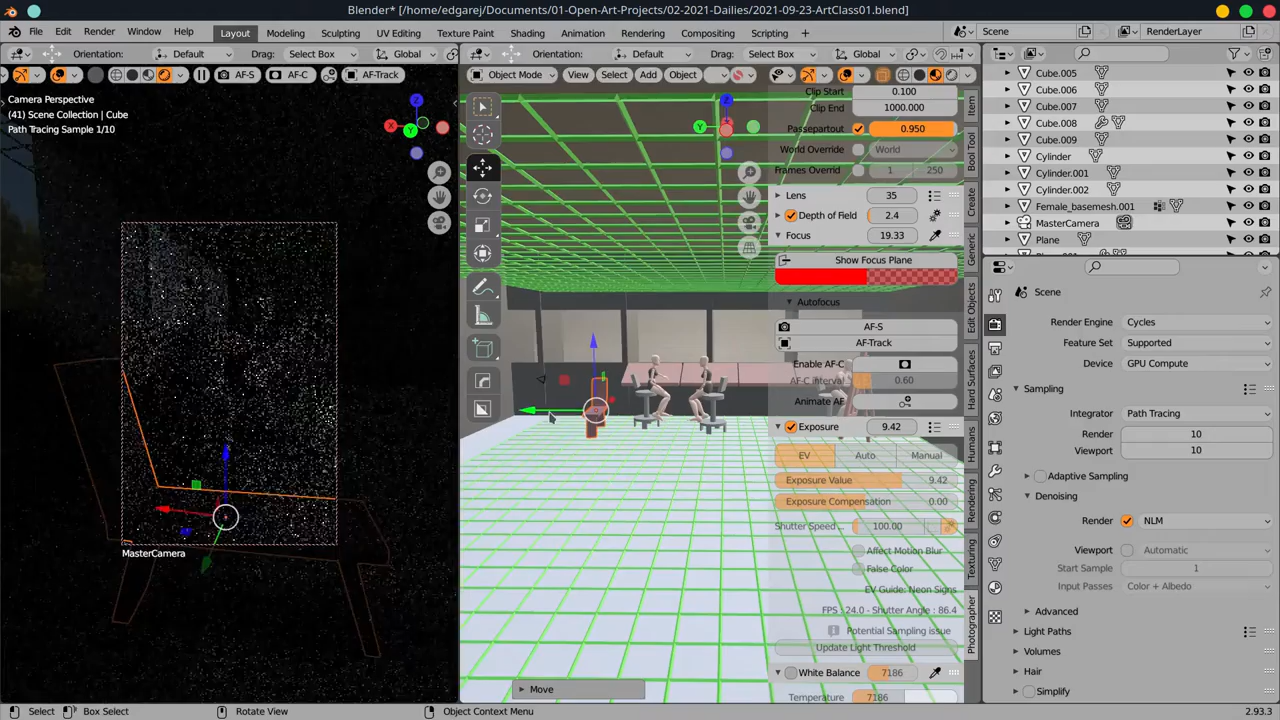 Blender* [/home/edgarej/Documents/01-Open-Art-Projects/02-2021-Dailies/2021-09-23-ArtClass01.blend]
File Edit Render Window Help Layout Modeling Sculpting UV Editing Texture Paint Shading Animation Rendering Compositing Scripting + Scene RenderLayer
Orientation: Default Drag: Select Box Global
AF-S AF-C AF-Track
Camera Perspective
(41) Scene Collection | Cube
Path Tracing Sample 1/10
MasterCamera
Orientation: Default Drag: Select Box Global
Object Mode View Select Add Object
Clip Start 0.100
Clip End 1000.000
Passepartout 0.950
World Override World
Frames Overrid 1 250
Lens 35
Depth of Field 2.4
Focus 19.33
Show Focus Plane
Autofocus
AF-S
AF-Track
Enable AF-C
AF-C interval 0.60
Animate AF
Exposure 9.42
EV Auto Manual
Exposure Value 9.42
Exposure Compensation 0.00
Shutter Speed .. 100.00
Affect Motion Blur
False Color
EV Guide: Neon Signs
FPS : 24.0 - Shutter Angle : 86.4
Potential Sampling issue
Update Light Threshold
White Balance 7186
Temperature 7186
Move
Item
Bool Tool
Create
Generic
Edit Objects
Hard Surfaces
Humans
Rendering
Texturing
Photographer
Cube.005
Cube.006
Cube.007
Cube.008
Cube.009
Cylinder
Cylinder.001
Cylinder.002
Female_basemesh.001
MasterCamera
Plane
Scene
Render Engine Cycles
Feature Set Supported
Device GPU Compute
Sampling
Integrator Path Tracing
Render 10
Viewport 10
Adaptive Sampling
Denoising
Render NLM
Viewport Automatic
Start Sample 1
Input Passes Color + Albedo
Advanced
Light Paths
Volumes
Hair
Simplify
Select Box Select Rotate View Object Context Menu 2.93.3